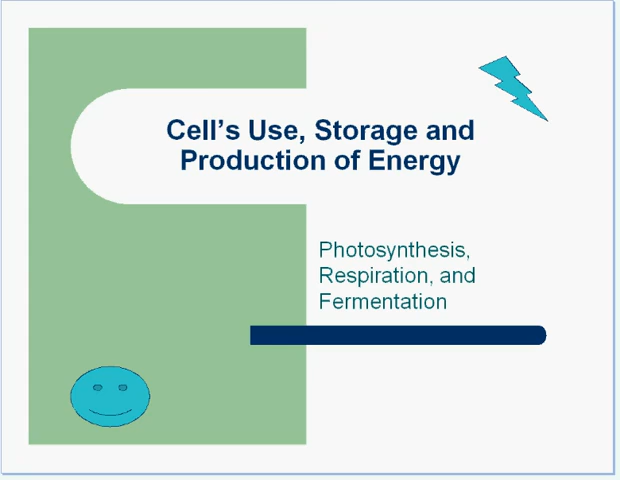 Cell's Use, Storage and
Production of Energy
Photosynthesis,
Respiration, and
Fermentation